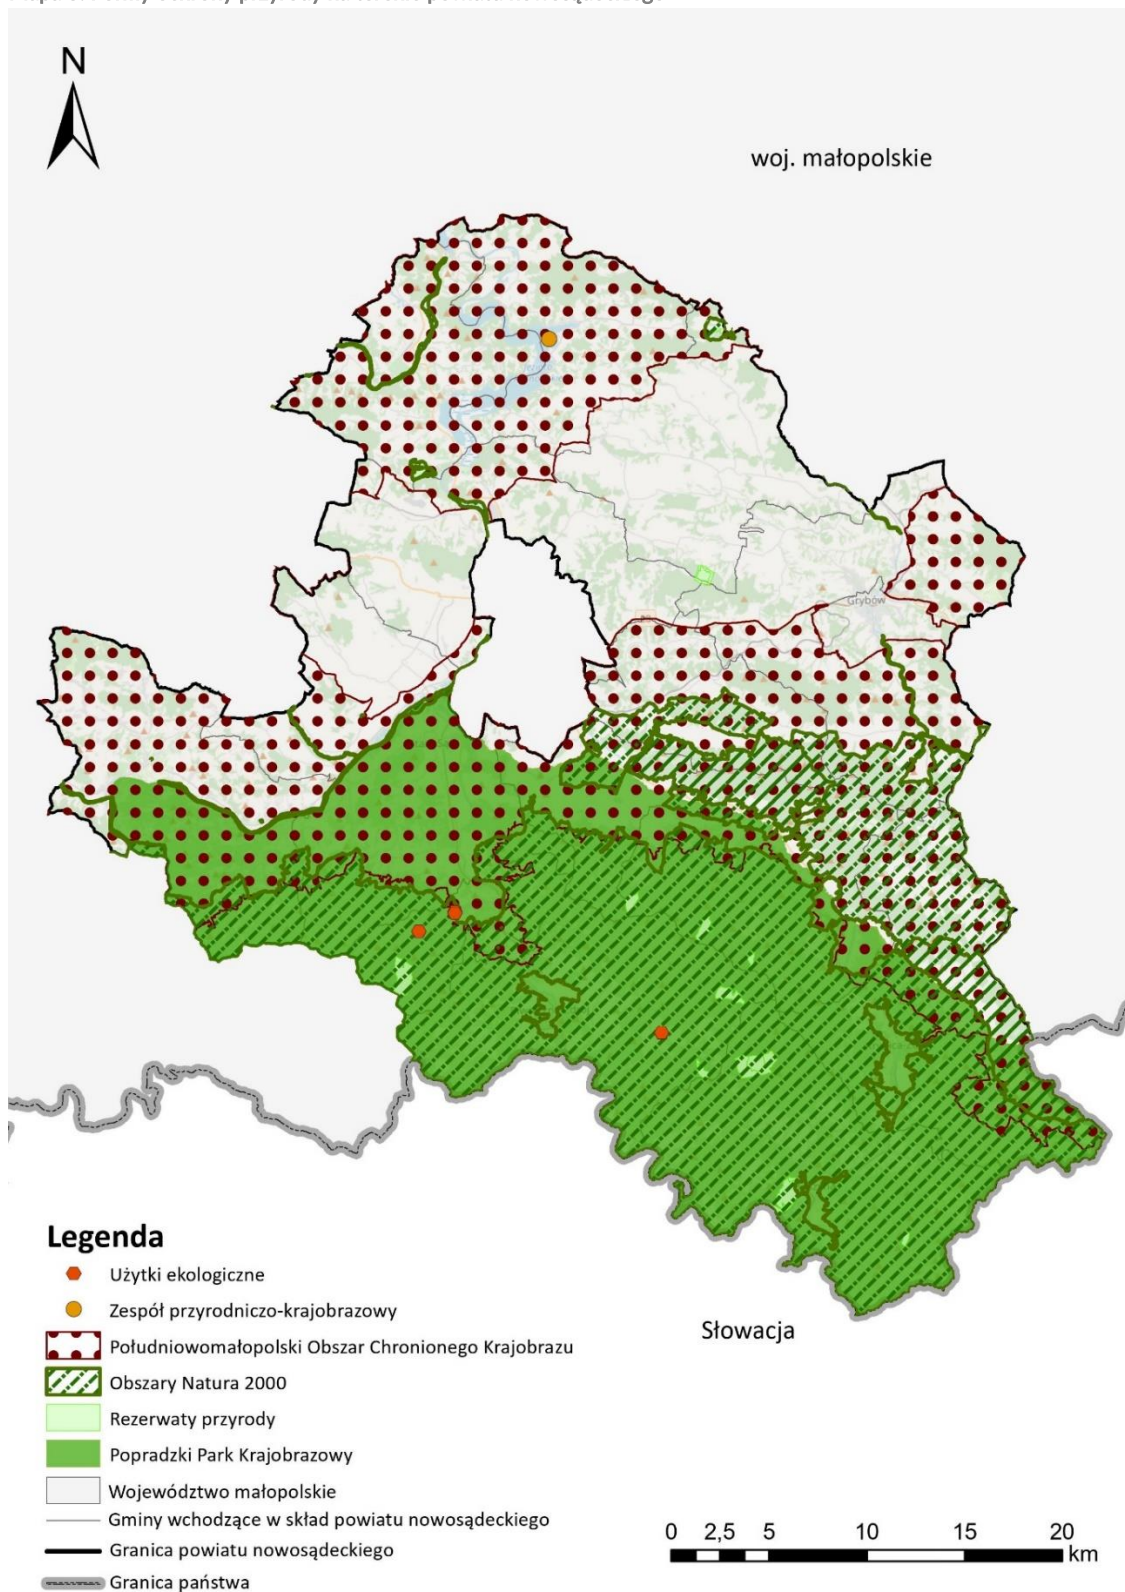 N
woj. małopolskie
Grybów
Słowacja
Legenda
Użytki ekologiczne
Zespół przyrodniczo-krajobrazowy
Południowomałopolski Obszar Chronionego Krajobrazu
Obszary Natura 2000
Rezerwaty przyrody
Popradzki Park Krajobrazowy
Województwo małopolskie
Gminy wchodzące w skład powiatu nowosądeckiego
Granica powiatu nowosądeckiego
Granica państwa
0 2,5 5 10 15 20
km